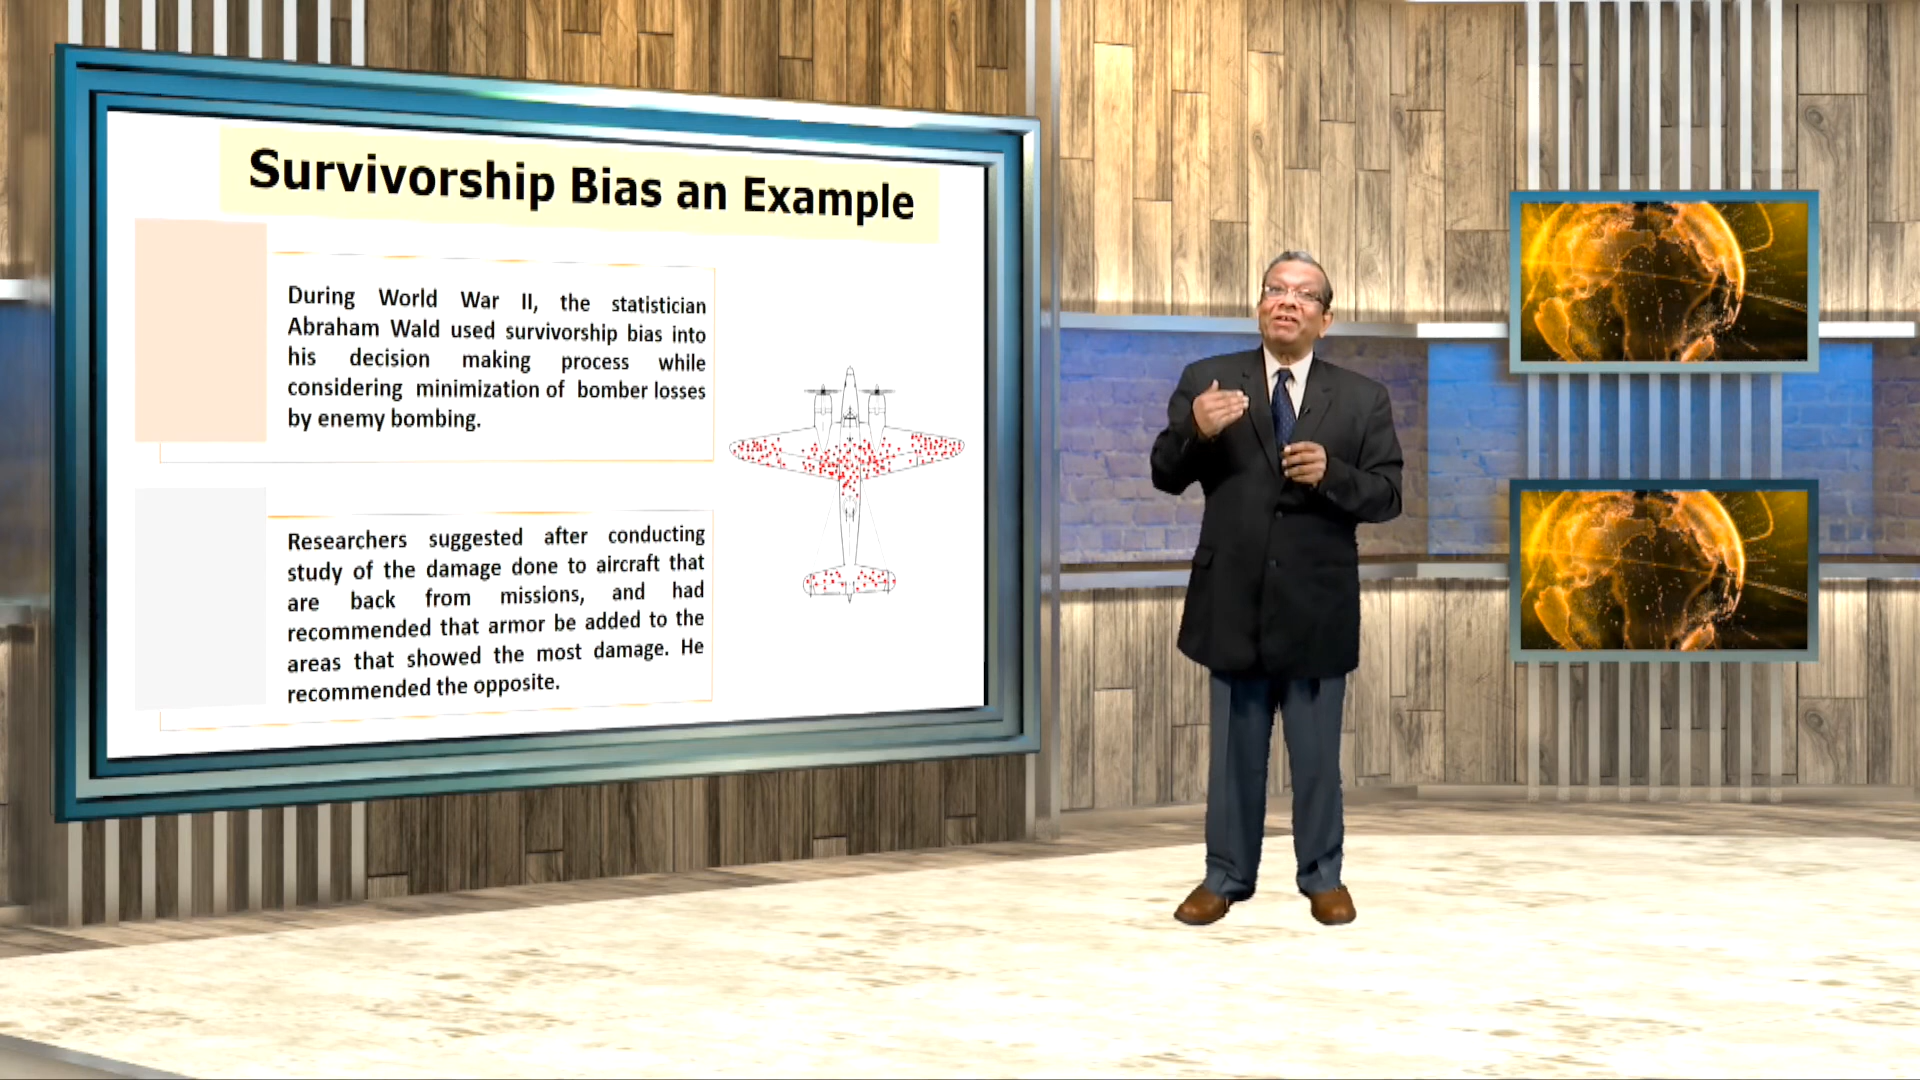 Survivorship Bias an Example
During World War II, the statistician
Abraham Wald used survivorship bias into
his decision making process while
considering minimization of bomber losses
by enemy bombing.
Researchers suggested after conducting
study of the damage done to aircraft that
are back from missions, and had
recommended that armor be added to the
areas that showed the most damage. He
recommended the opposite.